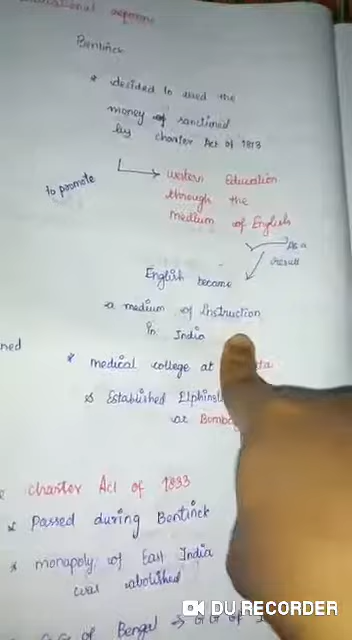 Bentinck
* decided to used the
money of sanctioned
by charter Act of 1813
to promote
western Education
through the
Medium of English
As a
result
English became
a medium of Instruction
in India
ned
* medical college at
Established
at
charter Act of 1833
* Passed during Bentinck
* monopoly of East India
was abolished
of Bengal
DU RECORDER